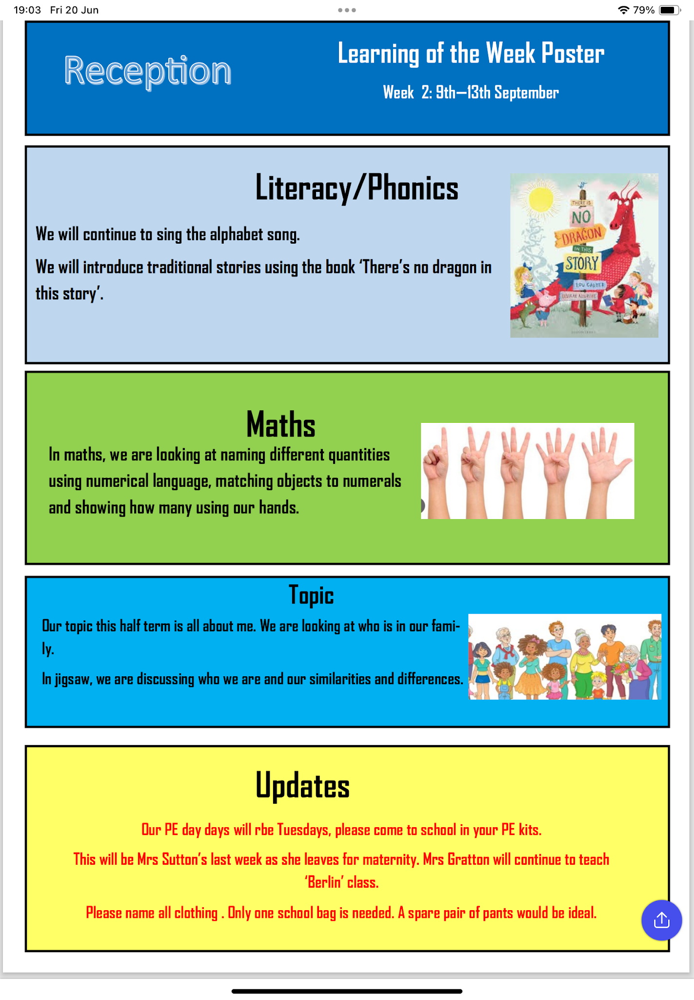 19:03 Fri 20 Jun
79%
Reception
Learning of the Week Poster
Week 2: 9th—13th September
Literacy/Phonics
We will continue to sing the alphabet song.
We will introduce traditional stories using the book ‘There’s no dragon in
this story’.
THERE IS
NO
DRAGON
IN THIS
STORY
LOU CARTER
DEBORAH ALLWRIGHT
Maths
In maths, we are looking at naming different quantities
using numerical language, matching objects to numerals
and showing how many using our hands.
Topic
Our topic this half term is all about me. We are looking at who is in our fami-
ly.
In jigsaw, we are discussing who we are and our similarities and differences.
Updates
Our PE day days will rbe Tuesdays, please come to school in your PE kits.
This will be Mrs Sutton’s last week as she leaves for maternity. Mrs Gratton will continue to teach
‘Berlin’ class.
Please name all clothing . Only one school bag is needed. A spare pair of pants would be ideal.